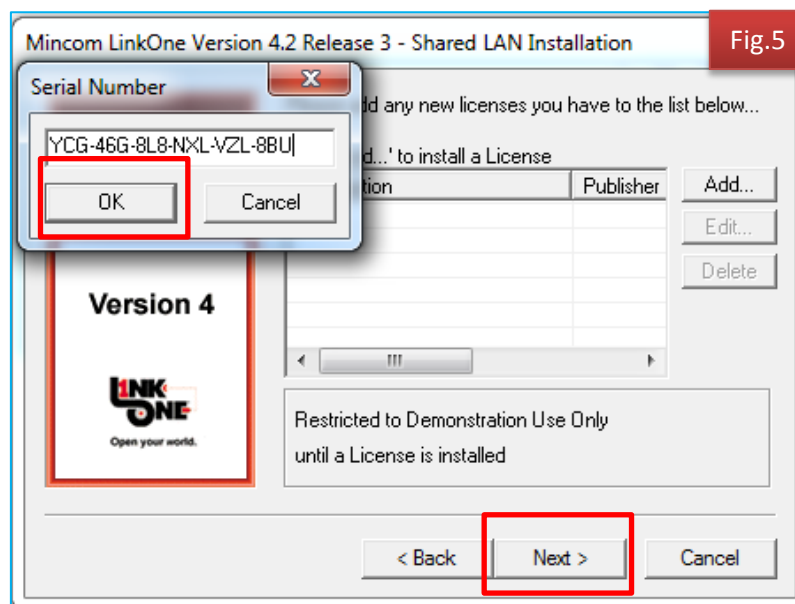 Mincom LinkOne Version 4.2 Release 3 - Shared LAN Installation
Fig.5
Serial Number
X
YCG-46G-8L8-NXL-VZL-8BU
OK
Cancel
any new licenses you have to the list below...
to install a License
Publisher
Add...
Edit...
Delete
Version 4
LINK
ONE
Open your world.
Restricted to Demonstration Use Only
until a License is installed
< Back
Next >
Cancel